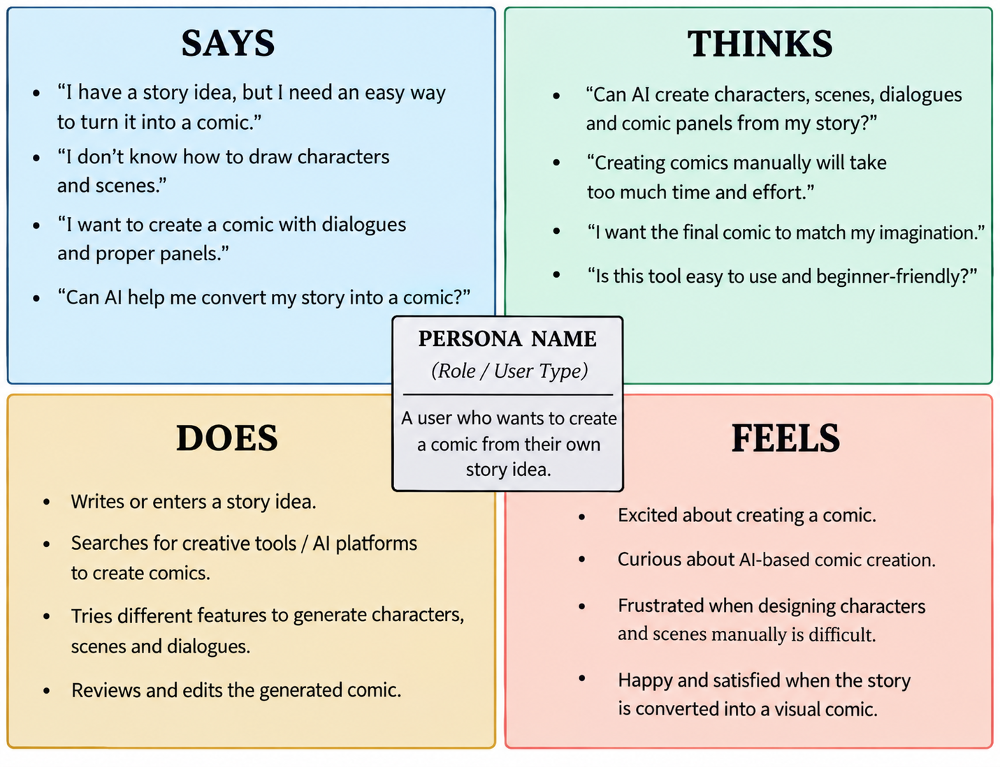 SAYS
• “I have a story idea, but I need an easy way
to turn it into a comic.”
• “I don’t know how to draw characters
and scenes.”
• “I want to create a comic with dialogues
and proper panels.”
• “Can AI help me convert my story into a comic?”
THINKS
• “Can AI create characters, scenes, dialogues
and comic panels from my story?”
• “Creating comics manually will take
too much time and effort.”
• “I want the final comic to match my imagination.”
• “Is this tool easy to use and beginner-friendly?”
PERSONA NAME
(Role / User Type)
A user who wants to create
a comic from their own
story idea.
DOES
• Writes or enters a story idea.
• Searches for creative tools / AI platforms
to create comics.
• Tries different features to generate characters,
scenes and dialogues.
• Reviews and edits the generated comic.
FEELS
• Excited about creating a comic.
• Curious about AI-based comic creation.
• Frustrated when designing characters
and scenes manually is difficult.
• Happy and satisfied when the story
is converted into a visual comic.